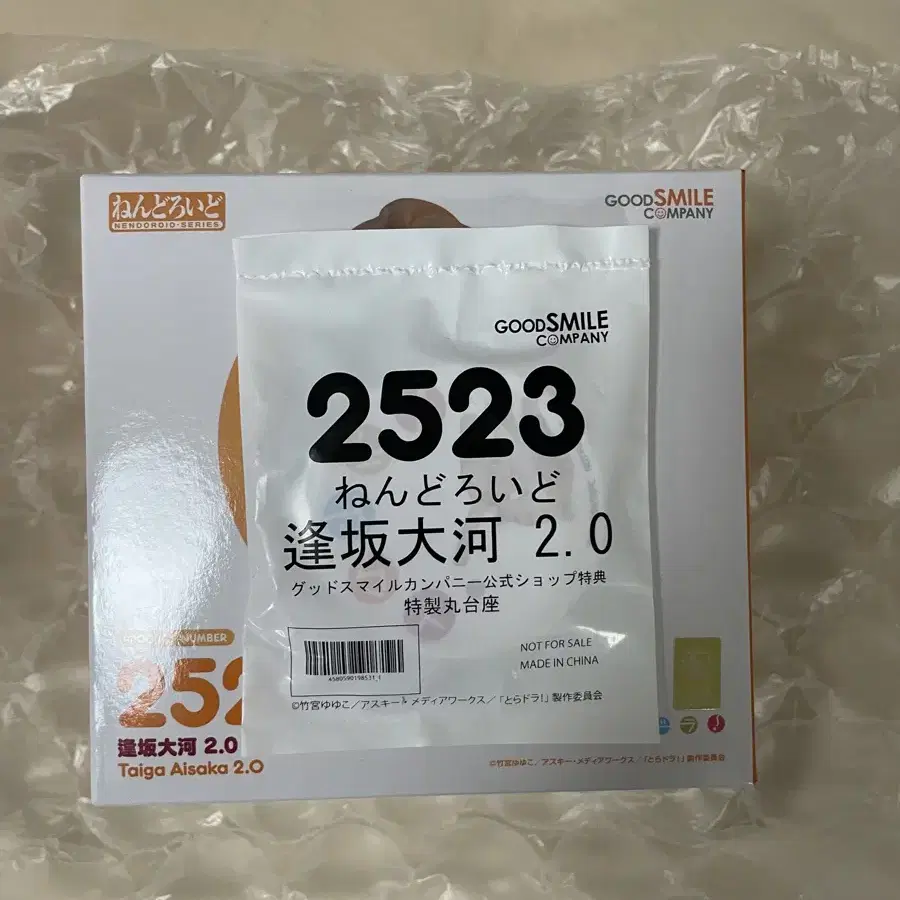 ねんどろいど
NENDOROID-SERIES
GOODSMILE
COMPANY
GOODSMILE
COMPANY
2523
ねんどろいど
逢坂大河 2.0
グッドスマイルカンパニー公式ショップ特典
特製丸台座
NOT FOR SALE
MADE IN CHINA
©竹宮ゆゆこ／アスキー・メディアワークス／「とらドラ!」製作委員会
NUMBER
252
逢坂大河 2.0
Taiga Aisaka 2.0
ラ
©竹宮ゆゆこ／アスキー・メディアワークス／「とらドラ!」製作委員会